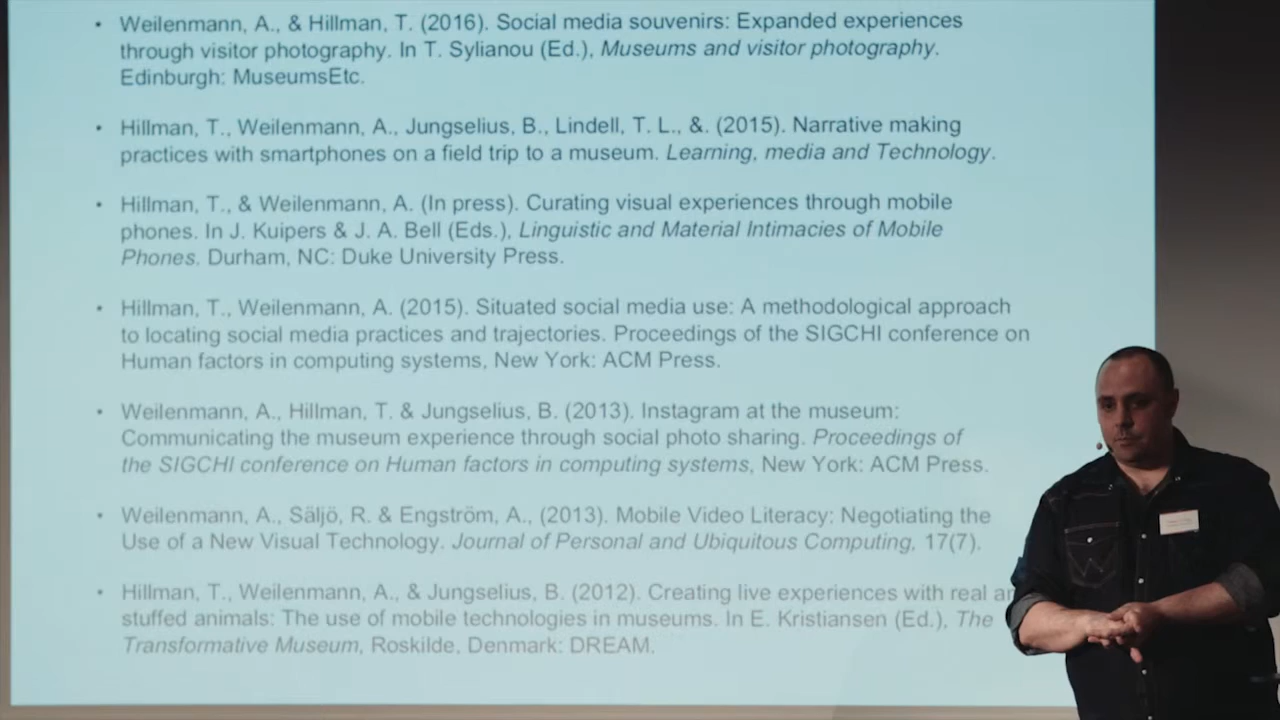 • Weilenmann, A., & Hillman, T. (2016). Social media souvenirs: Expanded experiences
through visitor photography. In T. Sylianou (Ed.), Museums and visitor photography.
Edinburgh: MuseumsEtc.
• Hillman, T., Weilenmann, A., Jungselius, B., Lindell, T. L., &. (2015). Narrative making
practices with smartphones on a field trip to a museum. Learning, media and Technology.
• Hillman, T., & Weilenmann, A. (In press). Curating visual experiences through mobile
phones. In J. Kuipers & J. A. Bell (Eds.), Linguistic and Material Intimacies of Mobile
Phones. Durham, NC: Duke University Press.
• Hillman, T., Weilenmann, A. (2015). Situated social media use: A methodological approach
to locating social media practices and trajectories. Proceedings of the SIGCHI conference on
Human factors in computing systems, New York: ACM Press.
• Weilenmann, A., Hillman, T. & Jungselius, B. (2013). Instagram at the museum:
Communicating the museum experience through social photo sharing. Proceedings of
the SIGCHI conference on Human factors in computing systems, New York: ACM Press.
• Weilenmann, A., Säljö, R. & Engström, A., (2013). Mobile Video Literacy: Negotiating the
Use of a New Visual Technology. Journal of Personal and Ubiquitous Computing, 17(7).
• Hillman, T., Weilenmann, A., & Jungselius, B. (2012). Creating live experiences with real
stuffed animals: The use of mobile technologies in museums. In E. Kristiansen (Ed.), The
Transformative Museum, Roskilde, Denmark: DREAM.